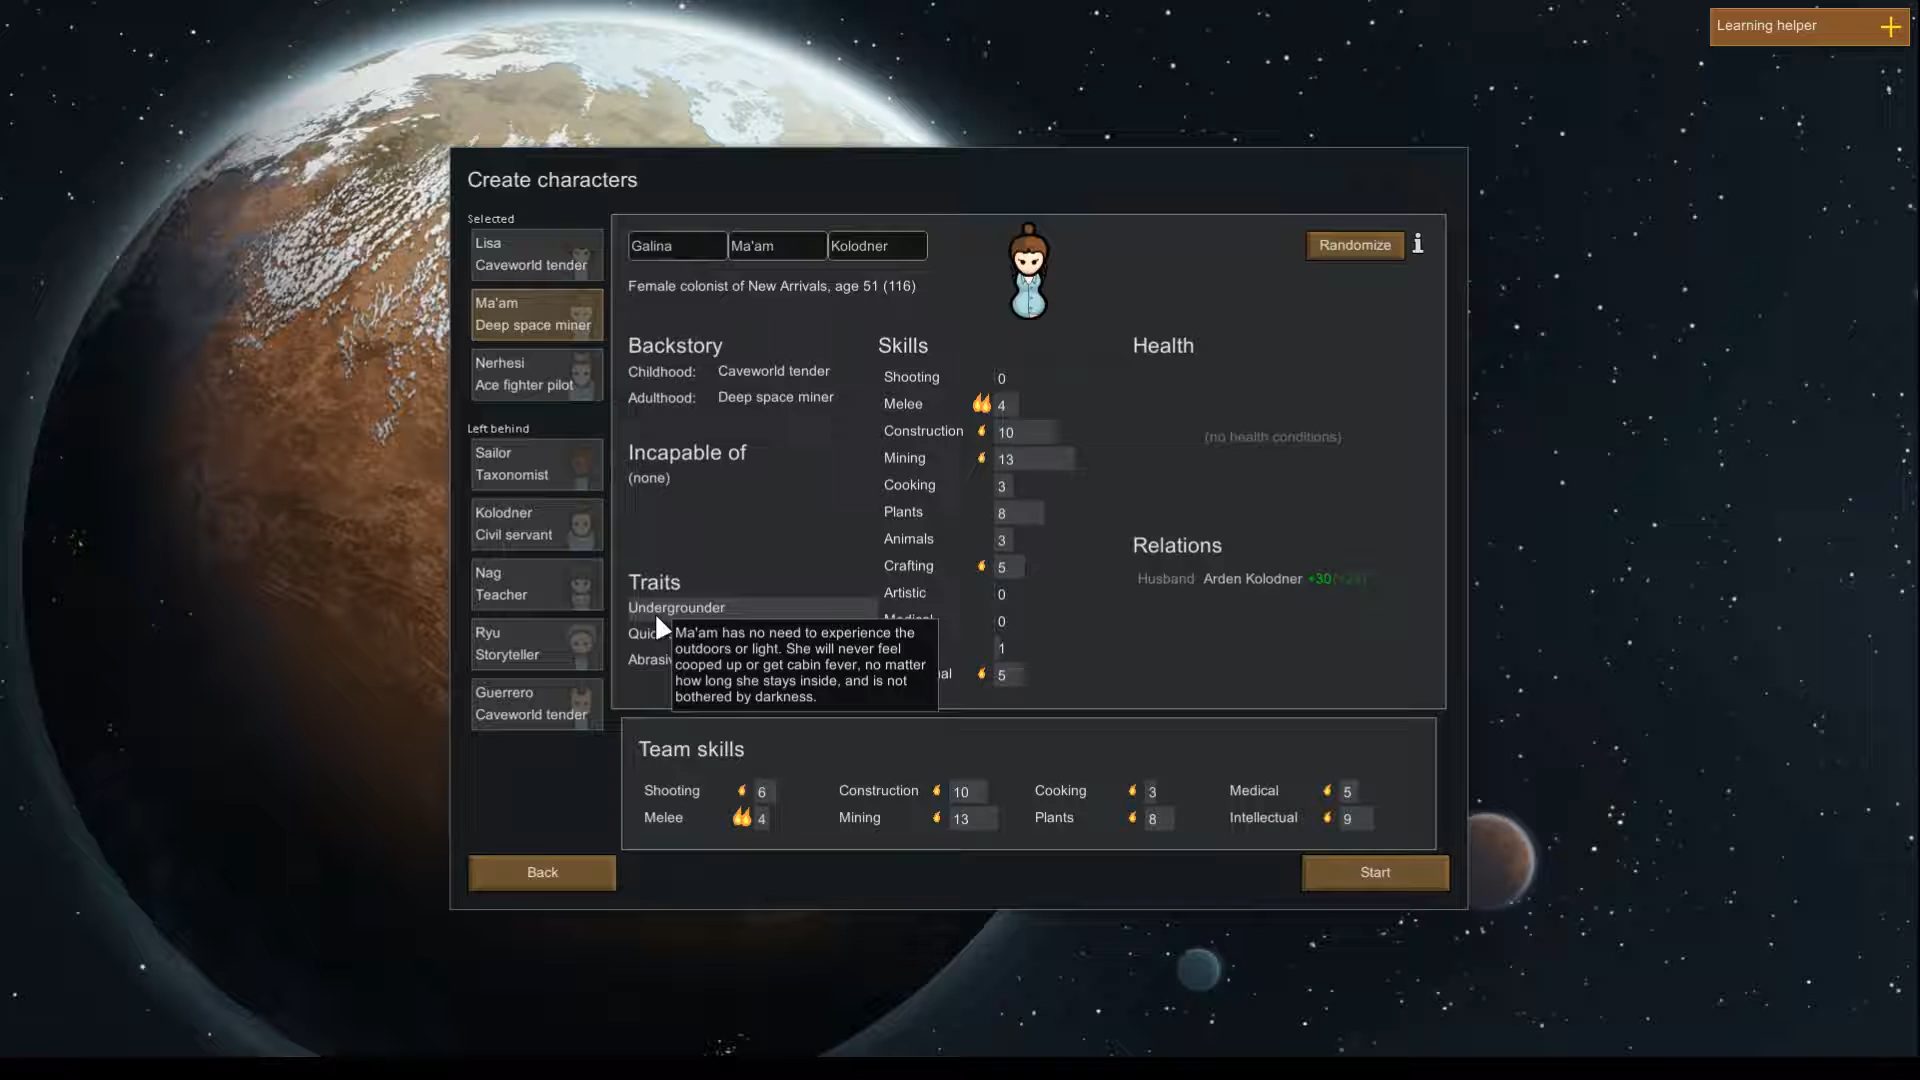 Learning helper
Create characters
Selected
Lisa
Caveworld tender
Ma'am
Deep space miner
Nerhesi
Ace fighter pilot
Left behind
Sailor
Taxonomist
Kolodner
Civil servant
Nag
Teacher
Ryu
Storyteller
Guerrero
Caveworld tender
Galina Ma'am Kolodner
Randomize
Female colonist of New Arrivals, age 51 (116)
Backstory
Childhood: Caveworld tender
Adulthood: Deep space miner
Incapable of
(none)
Traits
Undergrounder
Ma'am has no need to experience the
outdoors or light. She will never feel
cooped up or get cabin fever, no matter
how long she stays inside, and is not
bothered by darkness.
Skills
Shooting 0
Melee 4
Construction 10
Mining 13
Cooking 3
Plants 8
Animals 3
Crafting 5
Artistic 0
Medical 0
1
5
Health
(no health conditions)
Relations
Husband Arden Kolodner +30
Team skills
Shooting 6 Construction 10 Cooking 3 Medical 5
Melee 4 Mining 13 Plants 8 Intellectual 9
Back
Start